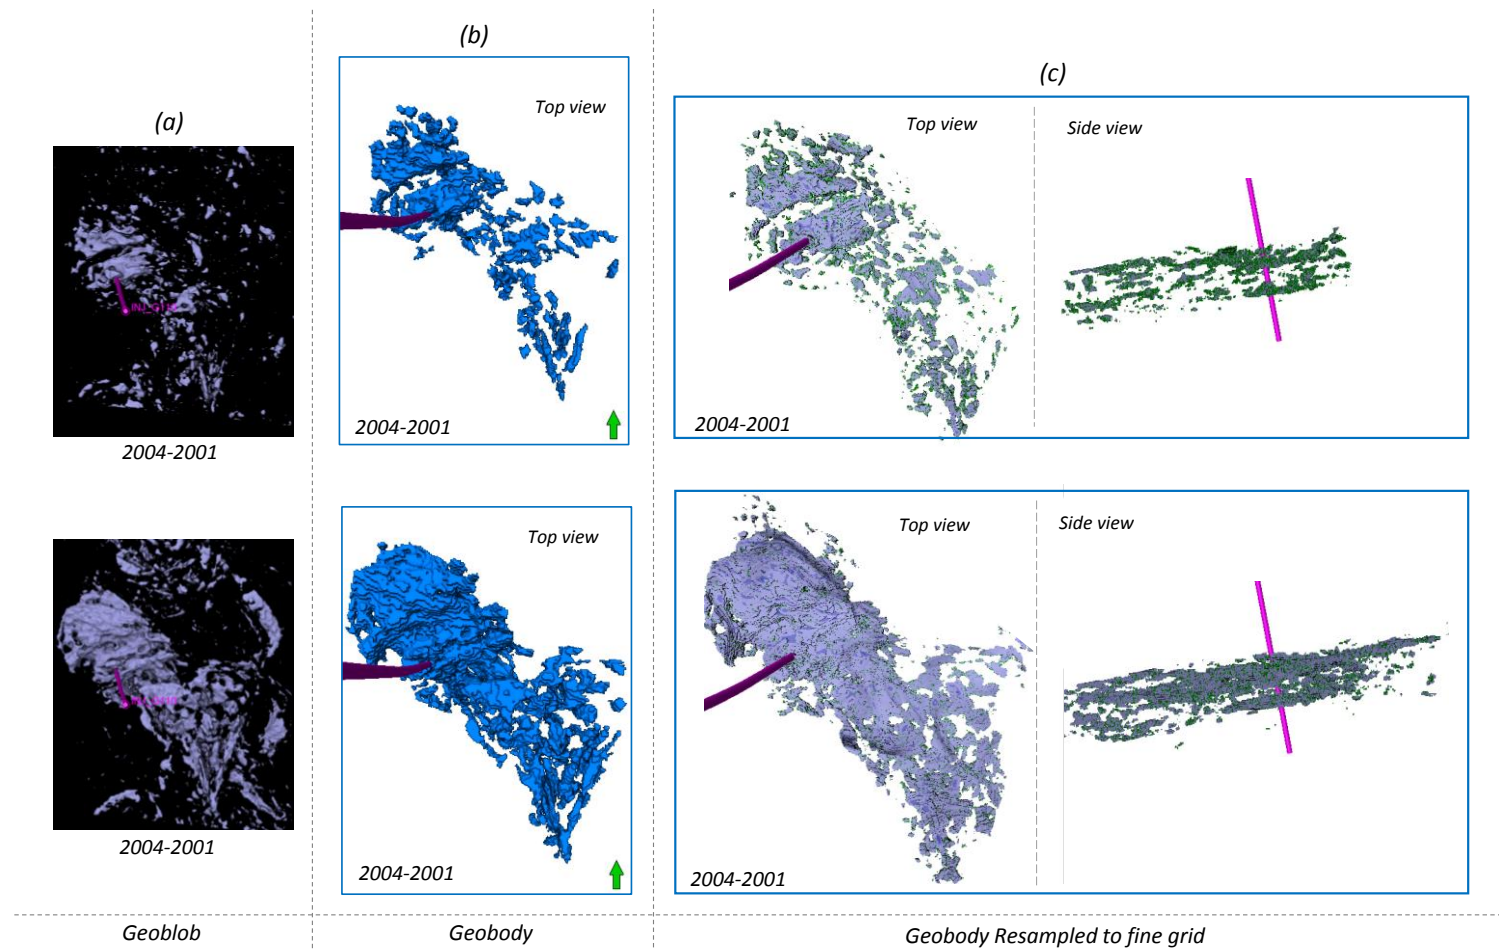 (a)
(b)
(c)
Top view
Top view
Side view
2004-2001
2004-2001
2004-2001
Top view
Top view
Side view
2004-2001
2004-2001
2004-2001
Geoblob
Geobody
Geobody Resampled to fine grid